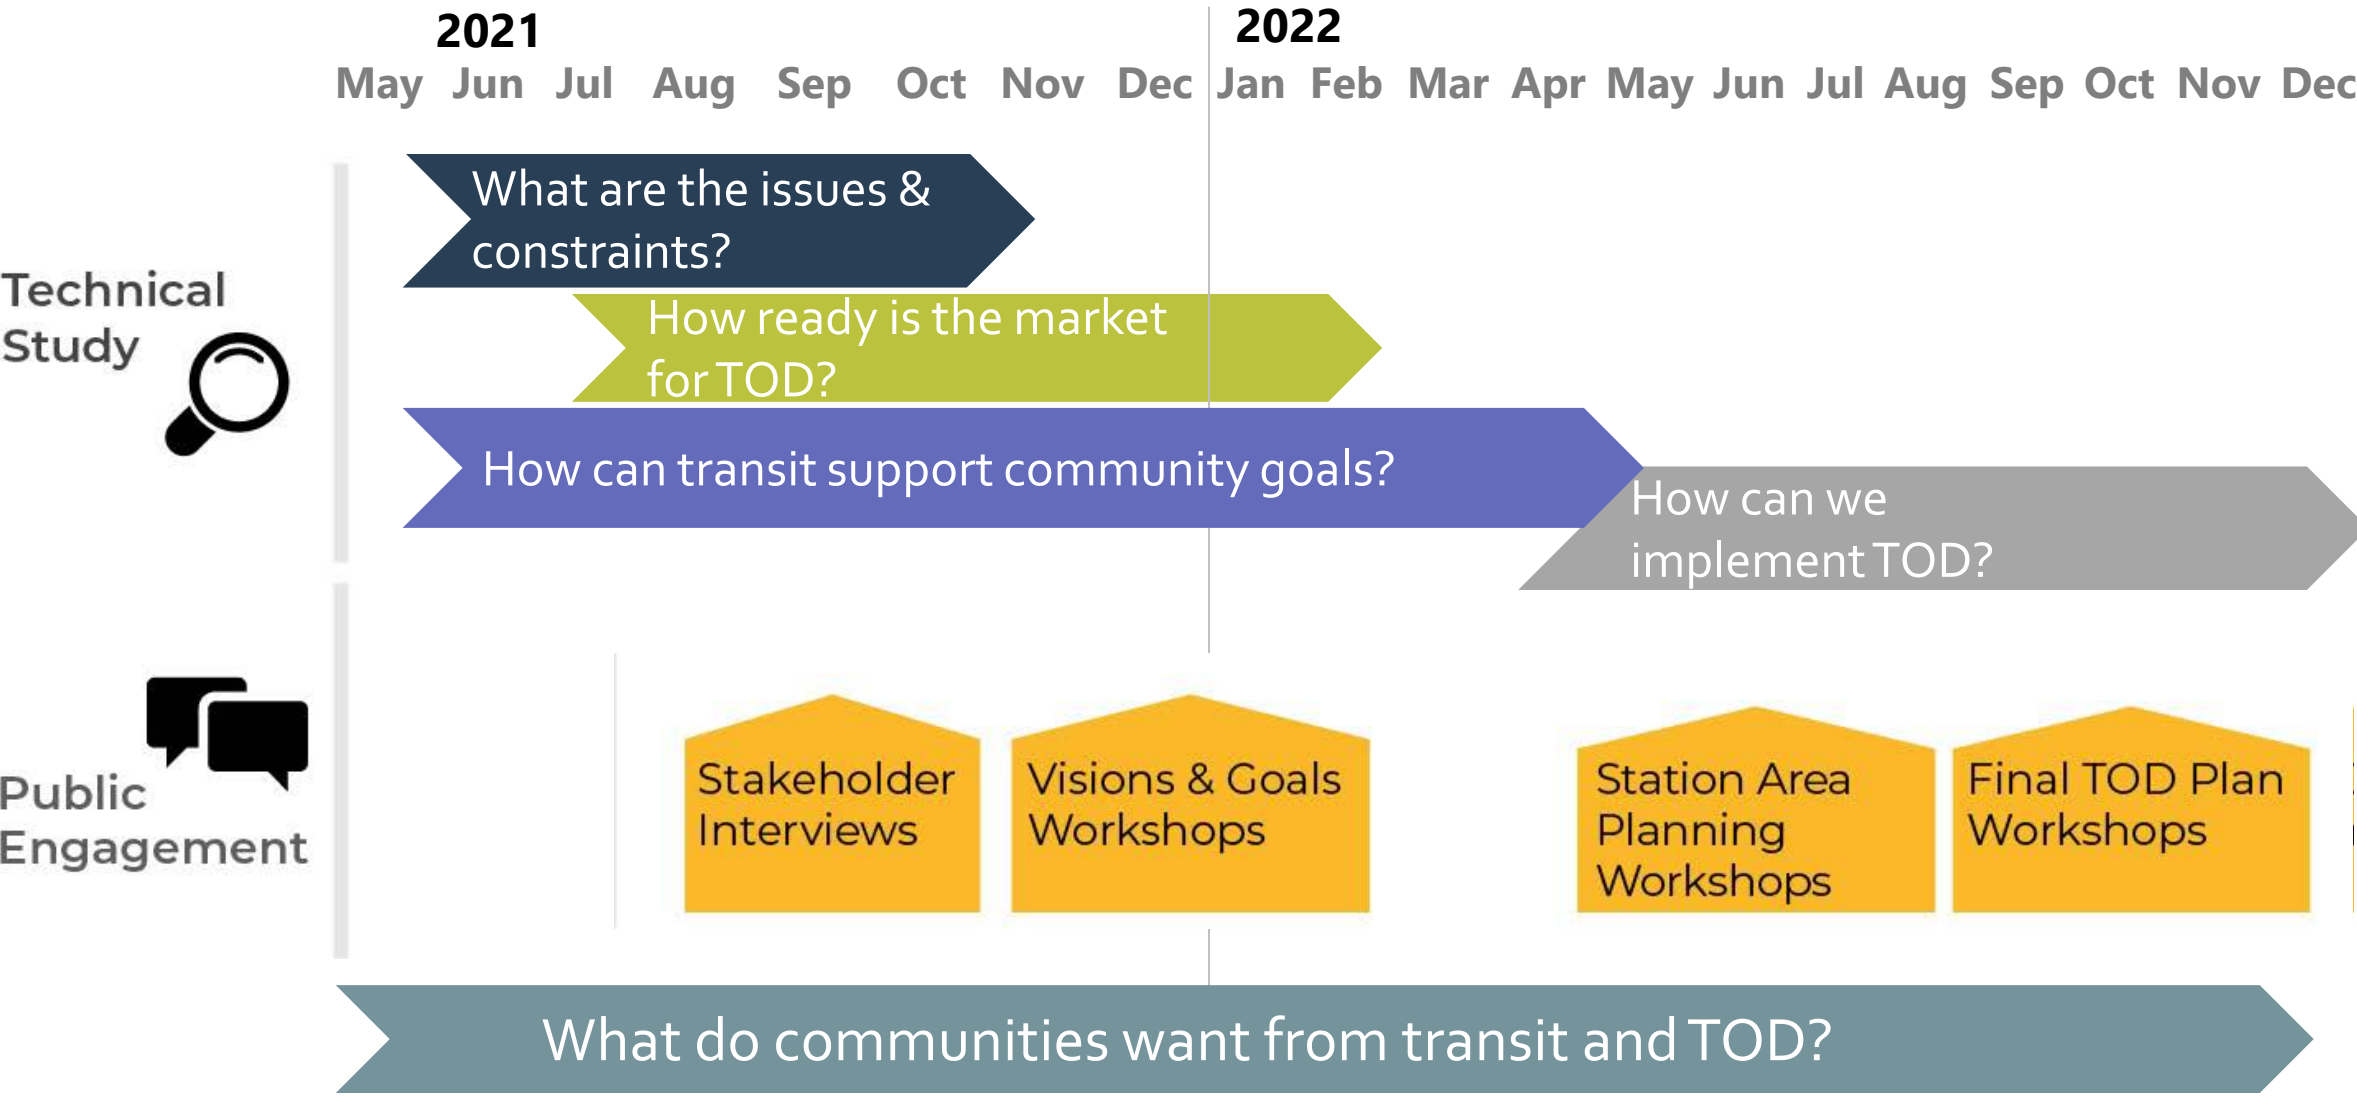 2021
2022
May Jun Jul Aug Sep Oct Nov Dec Jan Feb Mar Apr May Jun Jul Aug Sep Oct Nov Dec
What are the issues &
constraints?
Technical
Study
How ready is the market
for TOD?
How can transit support community goals?
How can we
implement TOD?
Public
Engagement
Stakeholder
Interviews
Visions & Goals
Workshops
Station Area
Planning
Workshops
Final TOD Plan
Workshops
What do communities want from transit and TOD?